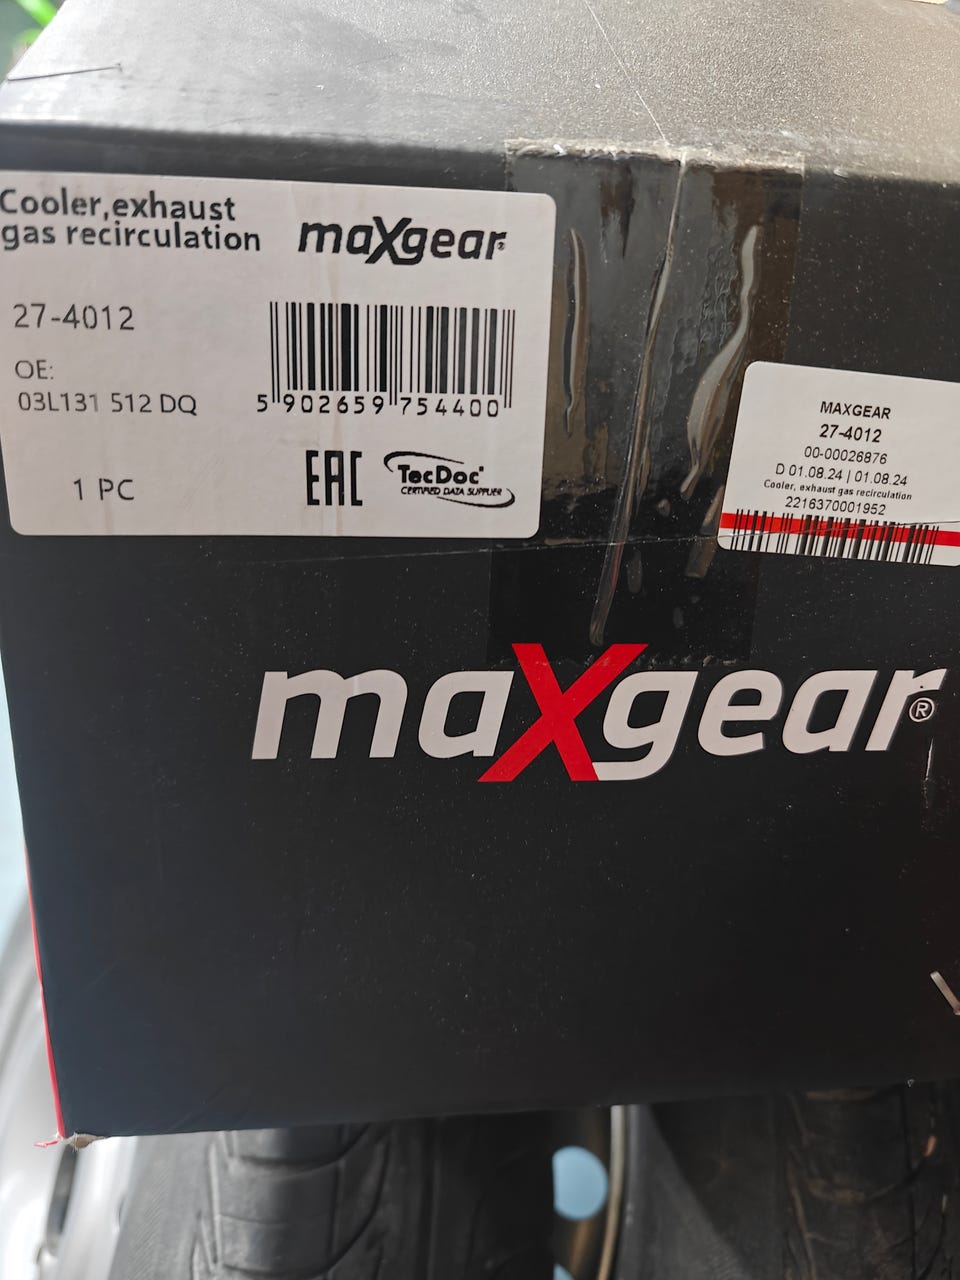 Cooler,exhaust
gas recirculation
maXgear®
27-4012
OE:
03L131 512 DQ
5 902659 754400
1 PC
EAC
TecDoc®
CERTIFIED DATA SUPPLIER
MAXGEAR
27-4012
00-00026876
D 01.08.24 | 01.08.24
Cooler, exhaust gas recirculation
2216370001952
maXgear®